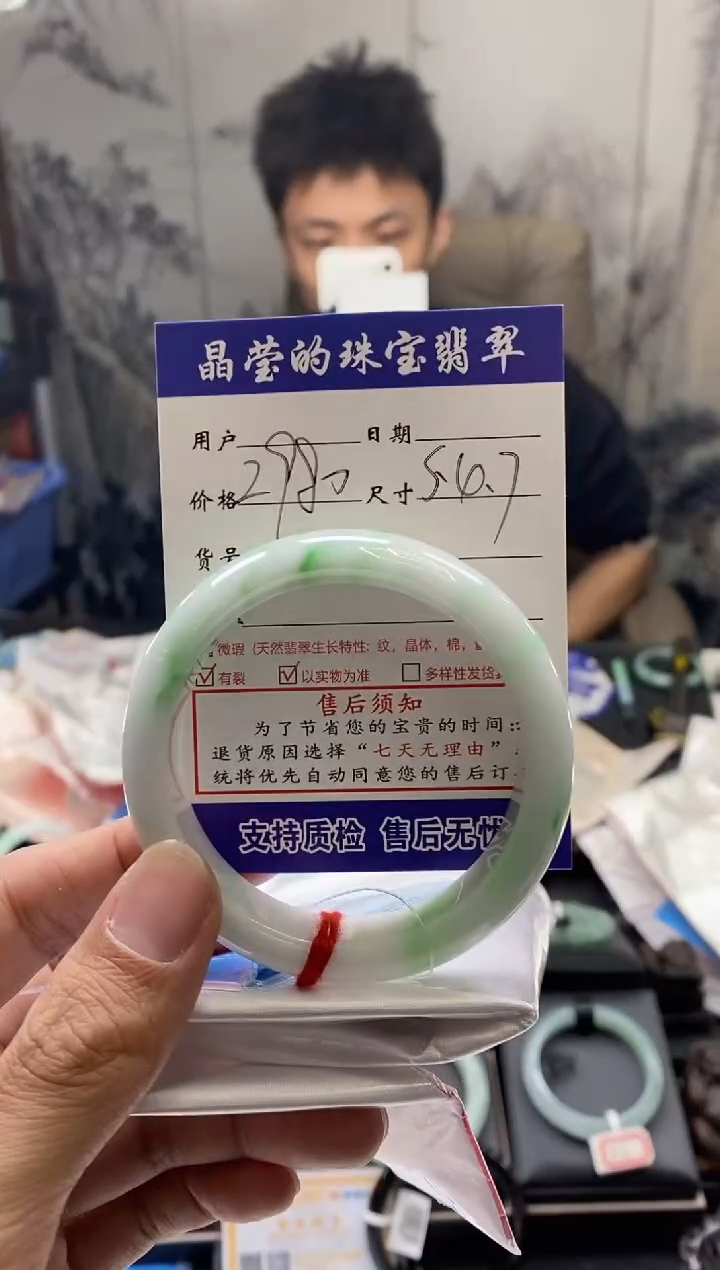 晶莹的珠宝翡翠
用户 日期
价格 2980 尺寸 56.7
货号
微瑕（天然翡翠生长特性：纹，晶体，棉，
☑有裂 ☑以实物为准 ☐多样性发货
售后须知
为了节省您的宝贵的时间：
退货原因选择“七天无理由”
统将优先自动同意您的售后订
支持质检 售后无忧